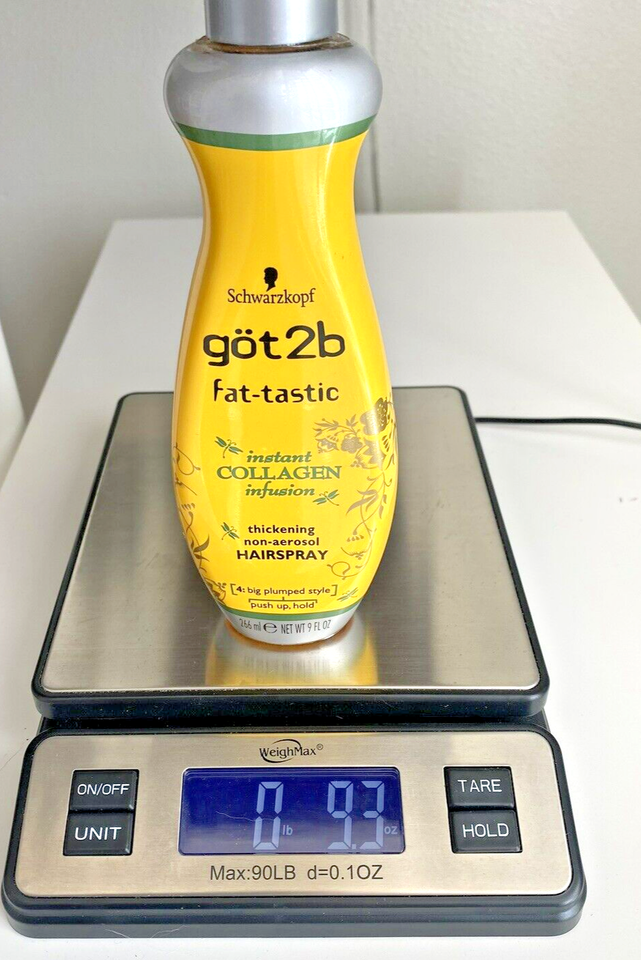 Schwarzkopf
göt2b
fat-tastic
instant
COLLAGEN
infusion
thickening
non-aerosol
HAIRSPRAY
[4: big plumped style]
push up, hold
266 ml ℮ NET WT 9 FL OZ
WeighMax®
ON/OFF
UNIT
0 lb 9.3 oz
TARE
HOLD
Max:90LB d=0.1OZ